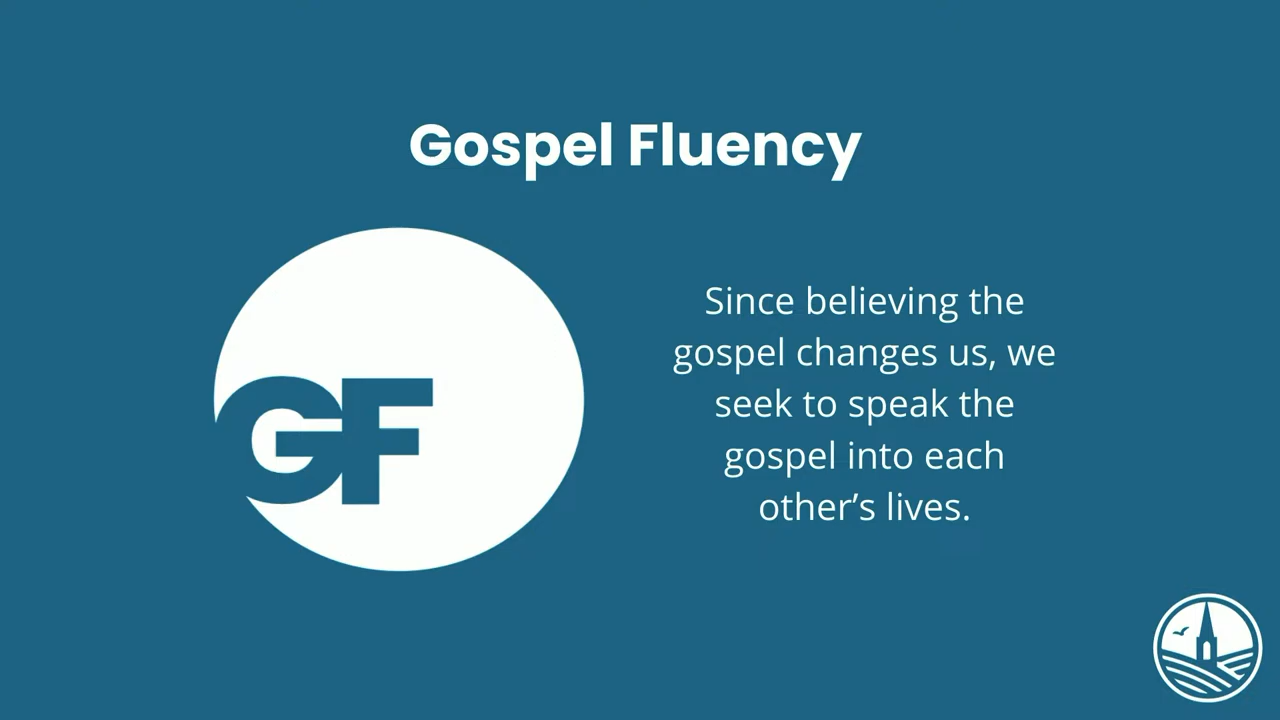 Gospel Fluency
GF
Since believing the
gospel changes us, we
seek to speak the
gospel into each
other’s lives.